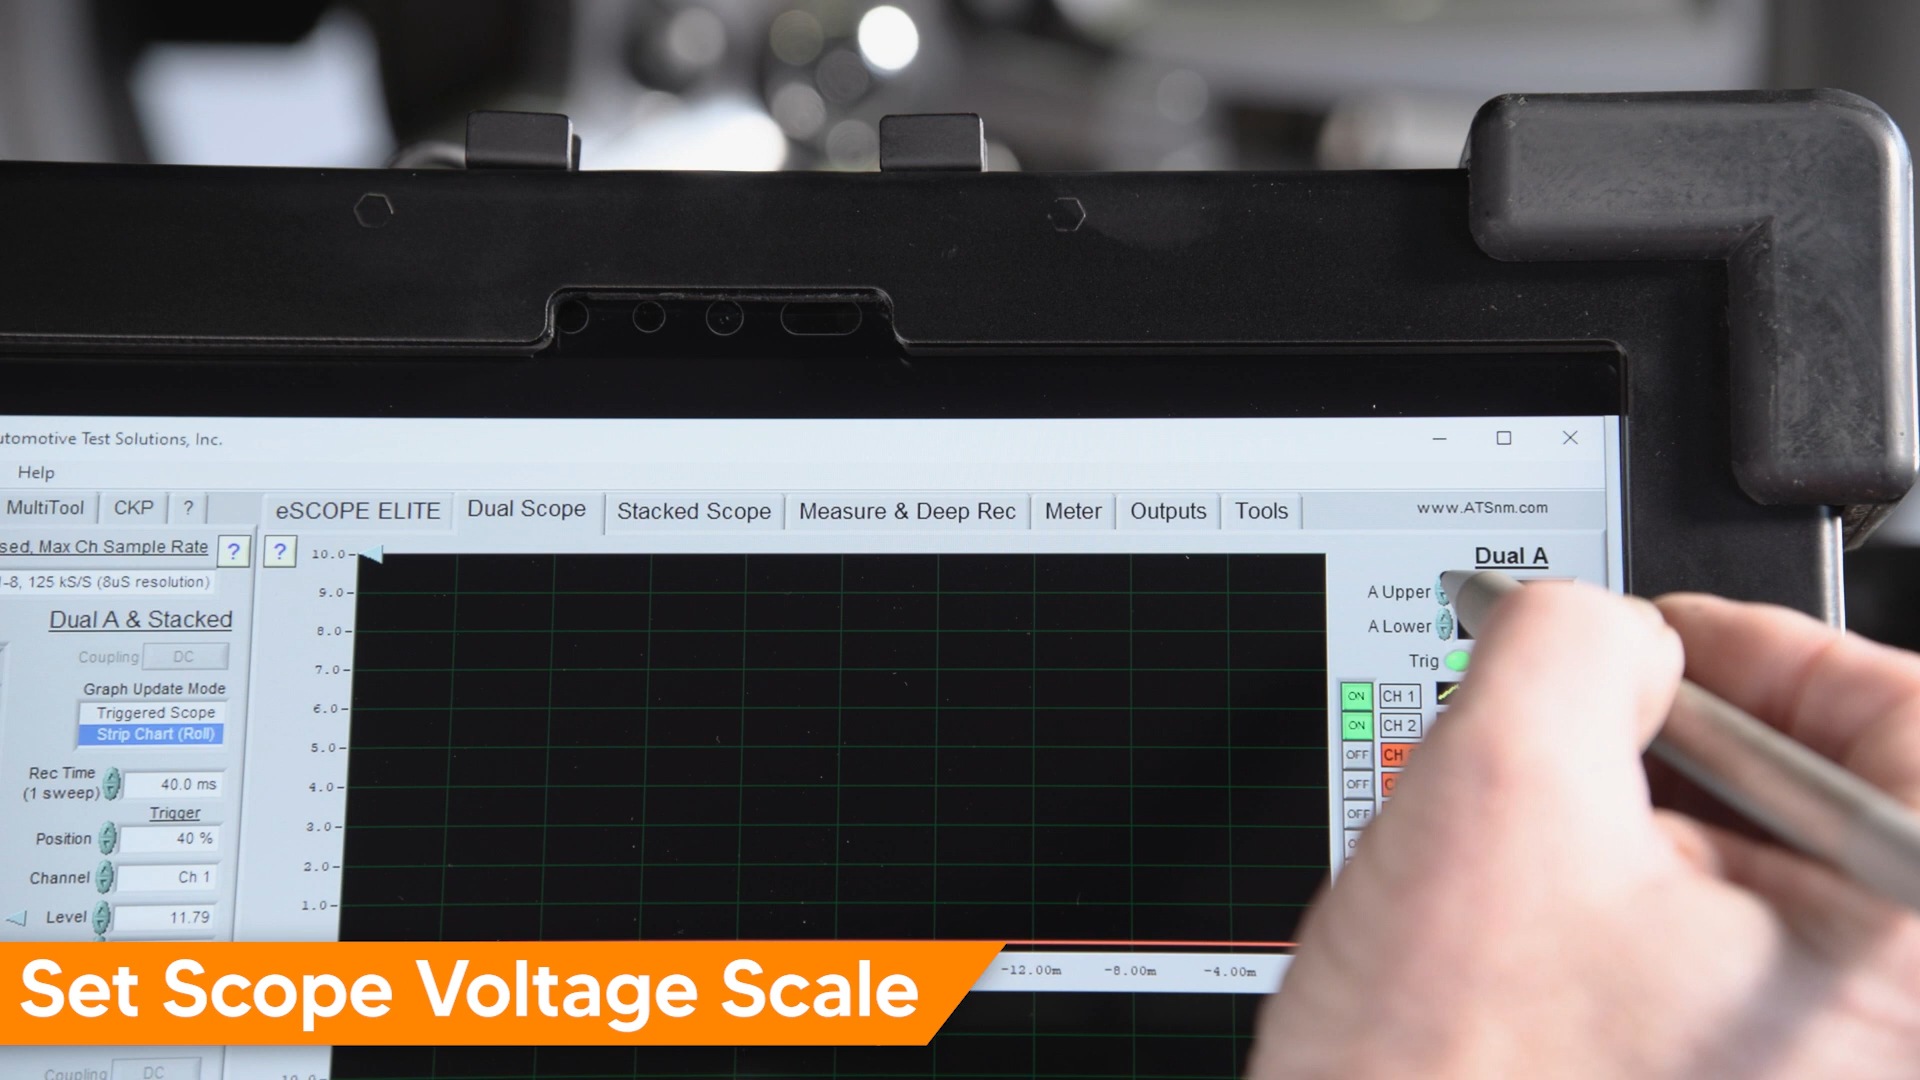 utomotive Test Solutions, Inc.
Help
MultiTool
CKP
?
eSCOPE ELITE
Dual Scope
Stacked Scope
Measure & Deep Rec
Meter
Outputs
Tools
www.ATSnm.com
sed, Max Ch Sample Rate
?
?
-8, 125 kS/S (8uS resolution)
Dual A & Stacked
Coupling DC
Graph Update Mode
Triggered Scope
Strip Chart (Roll)
Rec Time
(1 sweep)
40.0 ms
Trigger
Position 40 %
Channel Ch 1
Level 11.79
10.0
9.0
8.0
7.0
6.0
5.0
4.0
3.0
2.0
1.0
-12.00m -8.00m -4.00m
Dual A
A Upper
A Lower
Trig
ON CH 1
ON CH 2
OFF CH
OFF
OFF
Set Scope Voltage Scale
Coupling DC
10.0